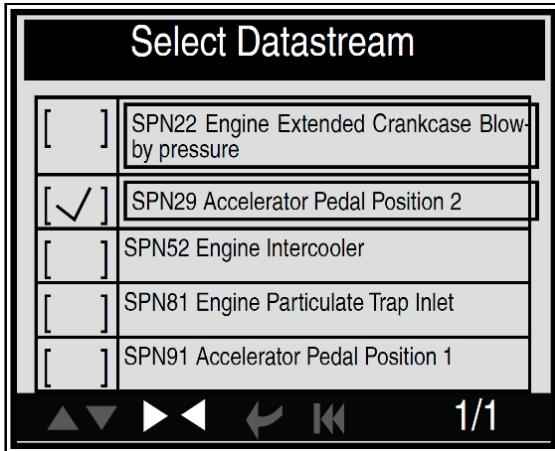 Select Datastream
[ ] SPN22 Engine Extended Crankcase Blow-
by pressure
[✓] SPN29 Accelerator Pedal Position 2
[ ] SPN52 Engine Intercooler
[ ] SPN81 Engine Particulate Trap Inlet
[ ] SPN91 Accelerator Pedal Position 1
1/1